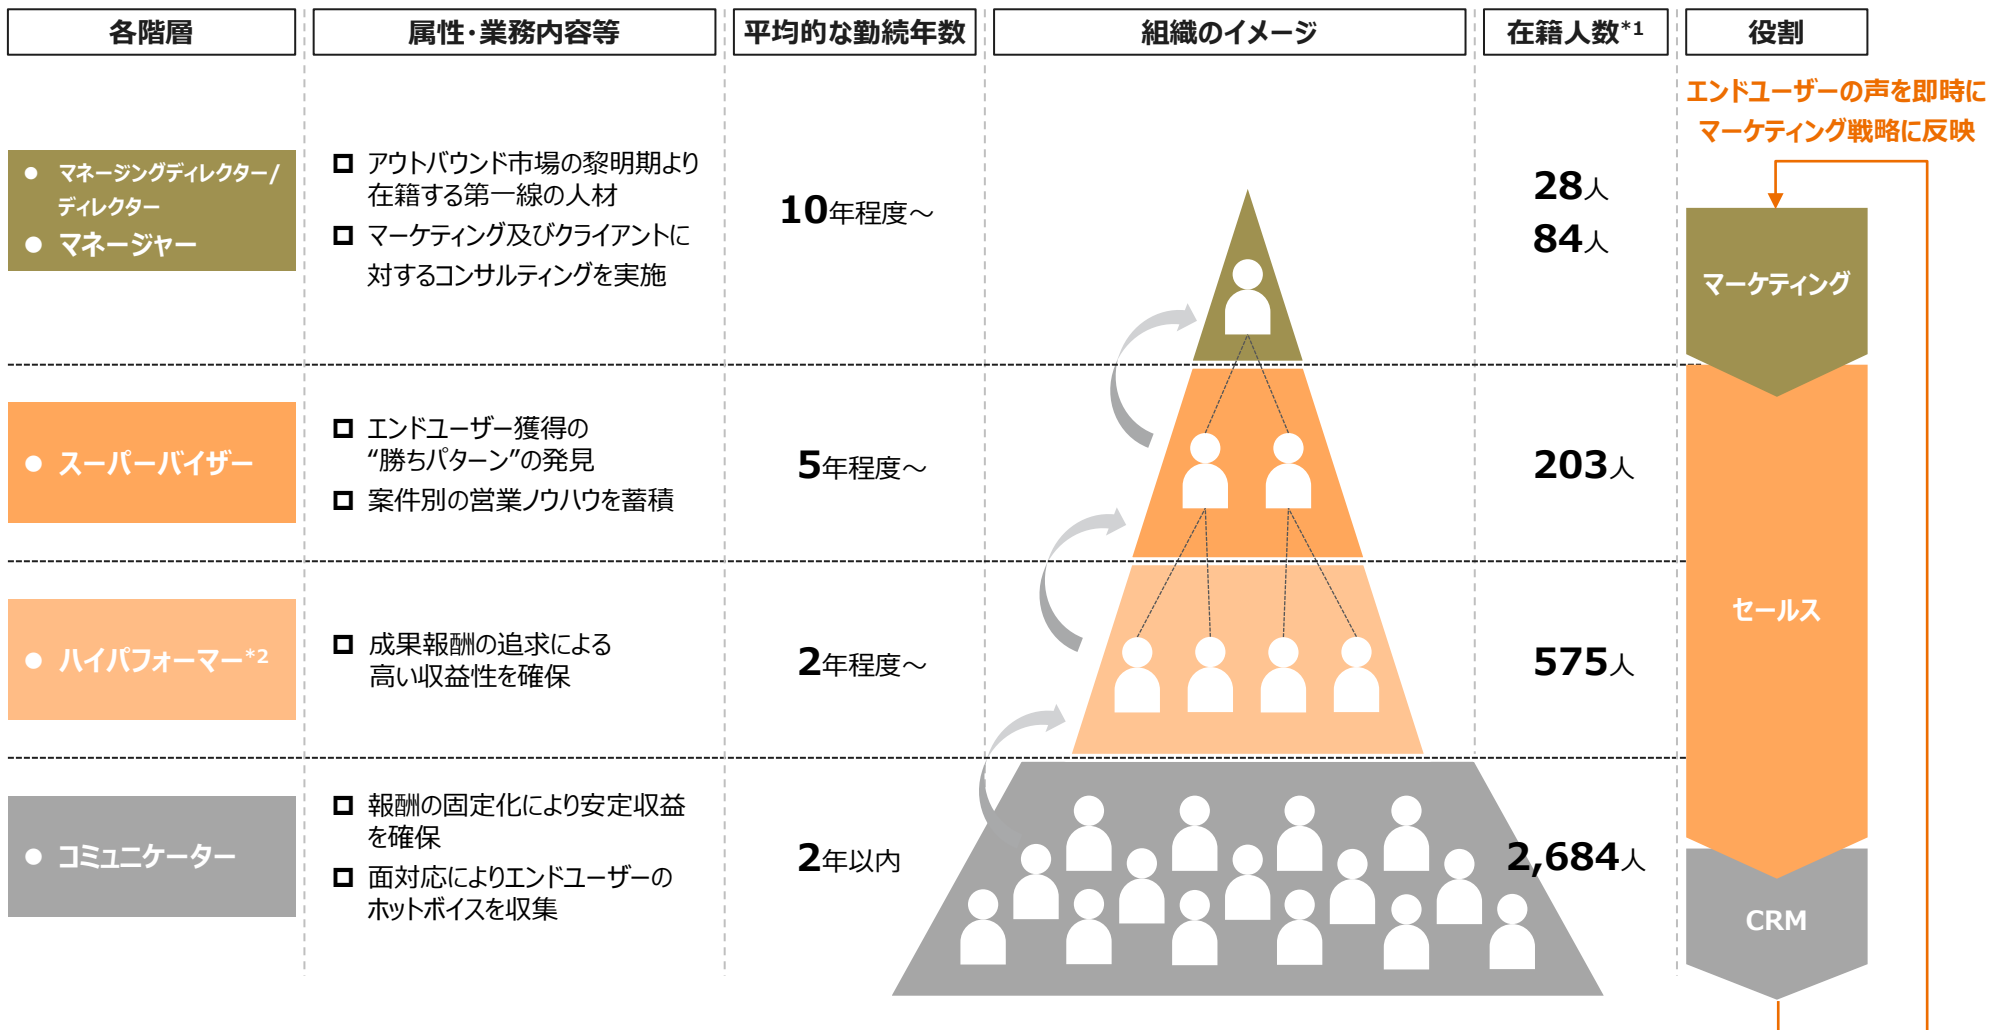 各階層
属性・業務内容等
平均的な勤続年数
組織のイメージ
在籍人数*1
役割
エンドユーザーの声を即時に
マーケティング戦略に反映
● マネージングディレクター/
ディレクター
● マネージャー
アウトバウンド市場の黎明期より
在籍する第一線の人材
マーケティング及びクライアントに
対するコンサルティングを実施
10年程度～
28人
84人
マーケティング
● スーパーバイザー
エンドユーザー獲得の
“勝ちパターン”の発見
案件別の営業ノウハウを蓄積
5年程度～
203人
セールス
● ハイパフォーマー*2
成果報酬の追求による
高い収益性を確保
2年程度～
575人
● コミュニケーター
報酬の固定化により安定収益
を確保
面対応によりエンドユーザーの
ホットボイスを収集
2年以内
2,684人
CRM